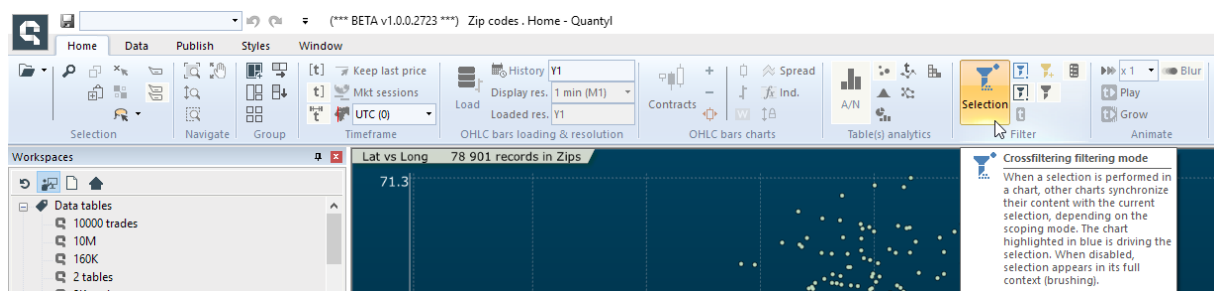 (*** BETA v1.0.0.2723 ***) Zip codes . Home - Quantyl
Home Data Publish Styles Window
[t] Keep last price
History Y1
Spread
x 1 Blur
t] Mkt sessions
Display res. 1 min (M1)
Ind.
Play
UTC (0)
Load
Loaded res. Y1
Contracts
A/N
Selection
Grow
Selection Navigate Group Timeframe OHLC bars loading & resolution OHLC bars charts Table(s) analytics Filter Animate
Workspaces
Lat vs Long 78 901 records in Zips
71.3
Data tables
10000 trades
10M
160K
2 tables
Crossfiltering filtering mode
When a selection is performed in
a chart, other charts synchronize
their content with the current
selection, depending on the
scoping mode. The chart
highlighted in blue is driving the
selection. When disabled,
selection appears in its full
context (brushing).